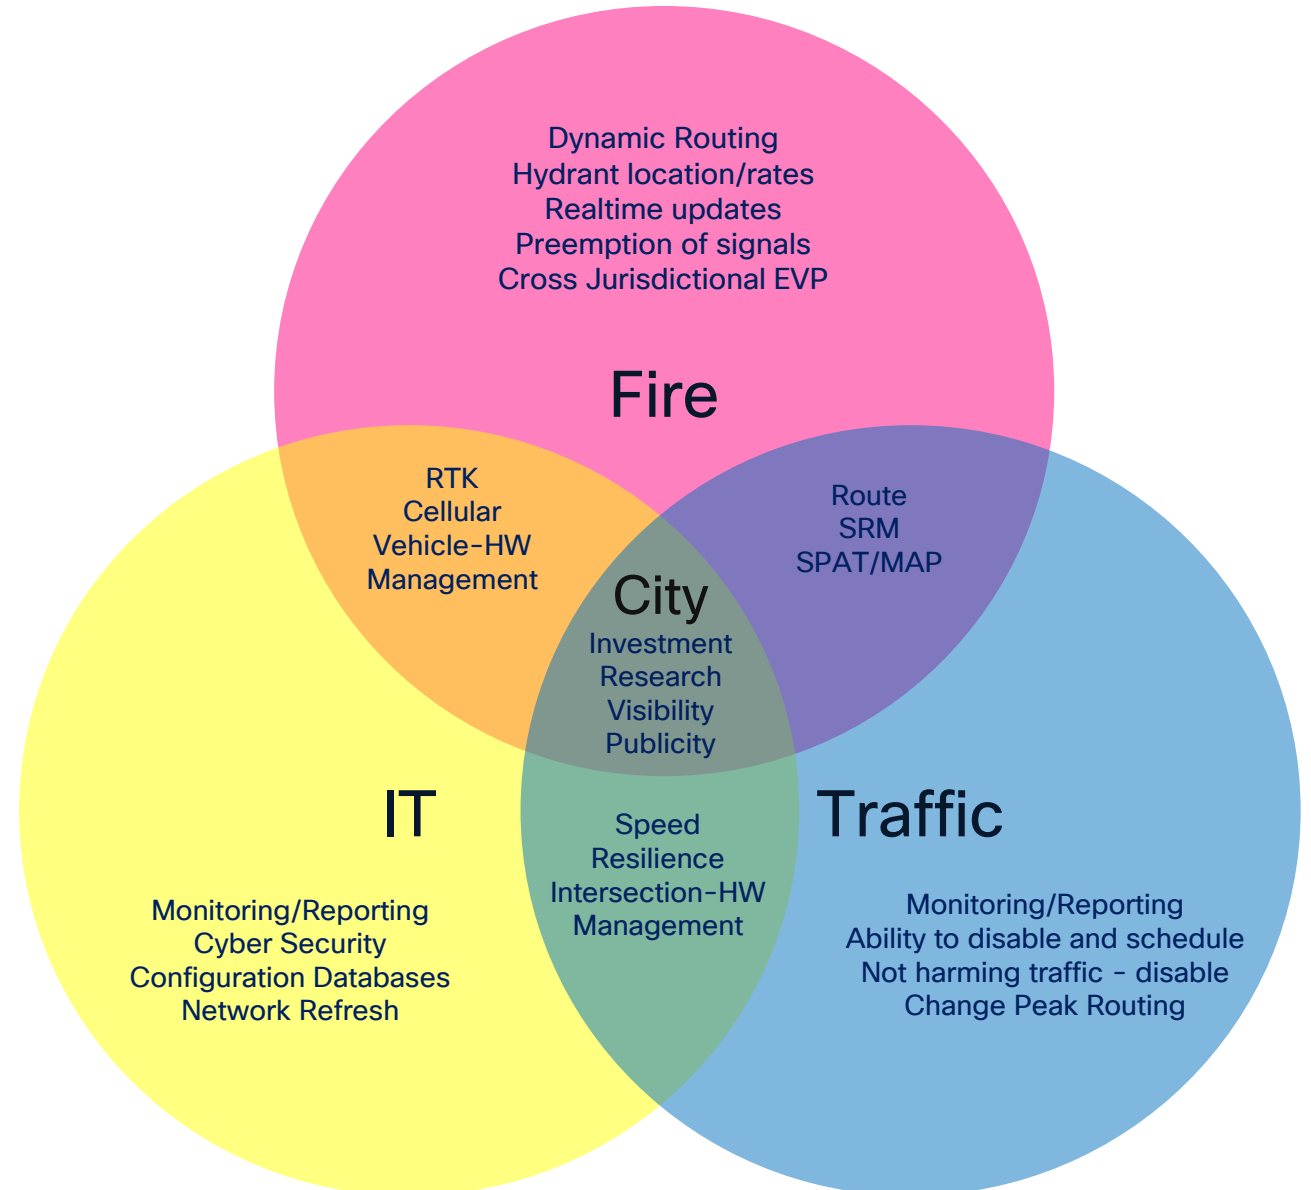 Dynamic Routing
Hydrant location/rates
Realtime updates
Preemption of signals
Cross Jurisdictional EVP
Fire
RTK
Cellular
Vehicle-HW
Management
Route
SRM
SPAT/MAP
City
Investment
Research
Visibility
Publicity
IT
Monitoring/Reporting
Cyber Security
Configuration Databases
Network Refresh
Speed
Resilience
Intersection-HW
Management
Traffic
Monitoring/Reporting
Ability to disable and schedule
Not harming traffic - disable
Change Peak Routing